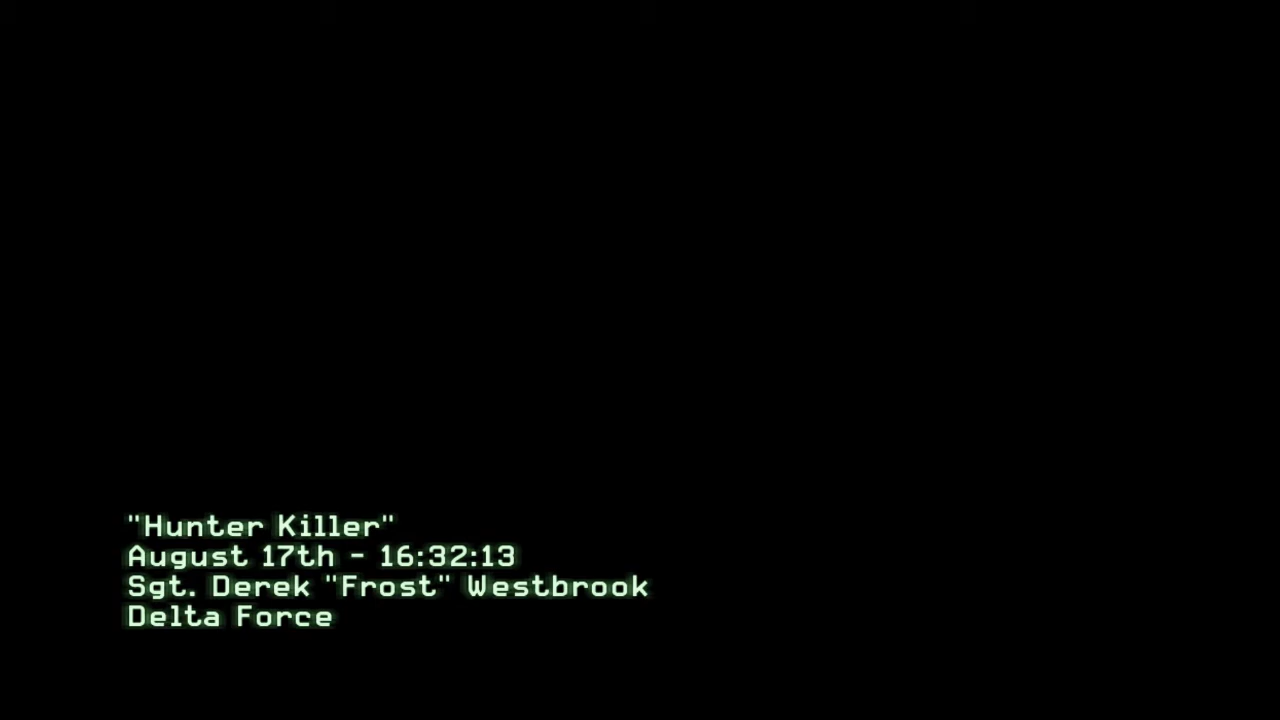 "Hunter Killer"
August 17th - 16:32:13
Sgt. Derek "Frost" Westbrook
Delta Force